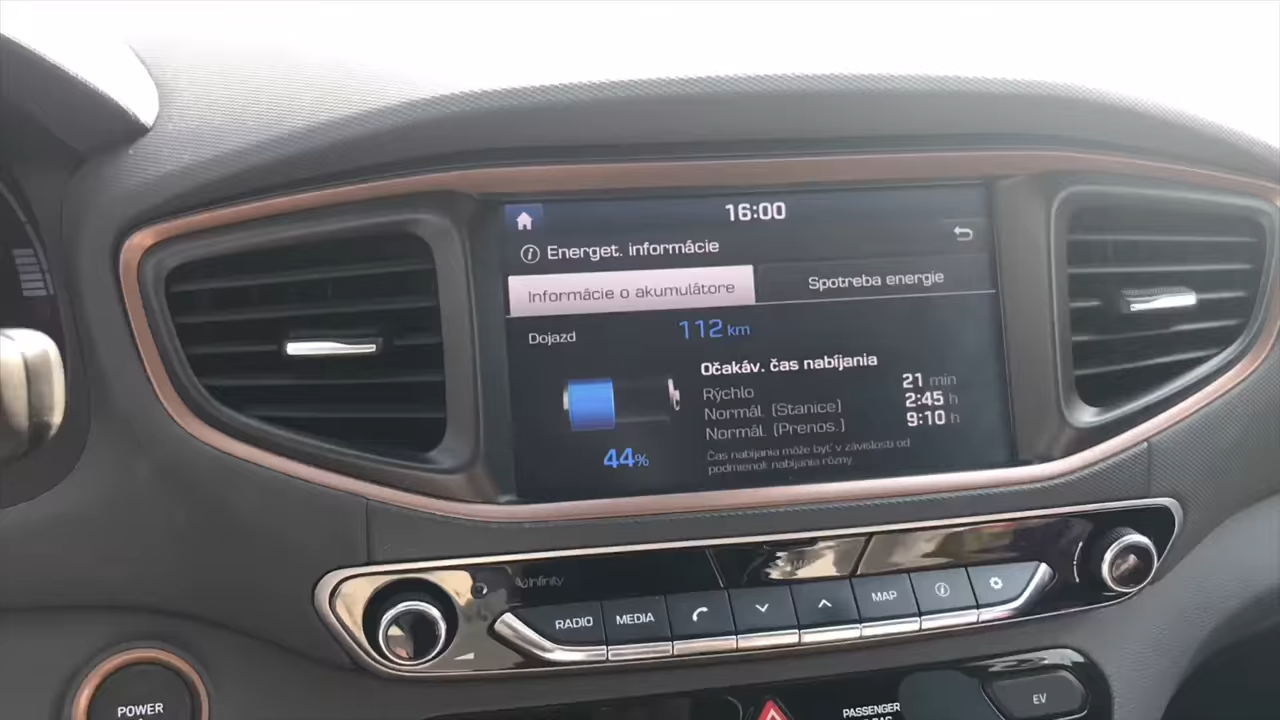 16:00
Energet. informácie
Informácie o akumulátore
Spotreba energie
Dojazd
112 km
Očakáv. čas nabíjania
Rýchlo 21 min
Normál. (Stanice) 2:45 h
Normál. (Prenos.) 9:10 h
Čas nabíjania môže byť v závislosti od
podmienok nabíjania rôzny.
44%
infinity
RADIO
MEDIA
MAP
POWER
PASSENGER
EV